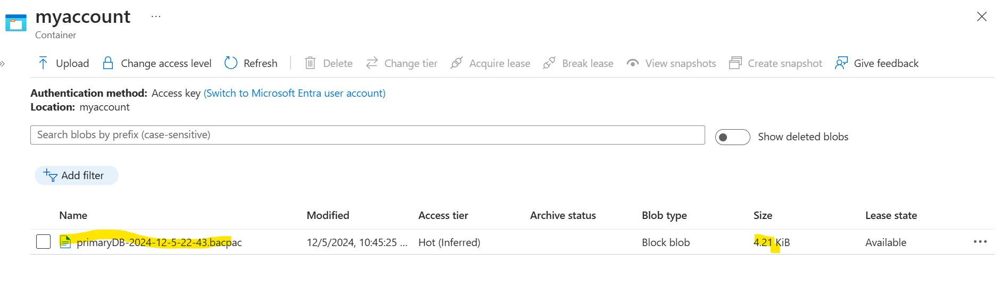 myaccount ...
Container
» Upload Change access level Refresh Delete Change tier Acquire lease Break lease View snapshots Create snapshot Give feedback
Authentication method: Access key (Switch to Microsoft Entra user account)
Location: myaccount
Search blobs by prefix (case-sensitive) Show deleted blobs
Add filter
Name Modified Access tier Archive status Blob type Size Lease state
primaryDB-2024-12-5-22-43.bacpac 12/5/2024, 10:45:25 ... Hot (Inferred) Block blob 4.21 KiB Available ...